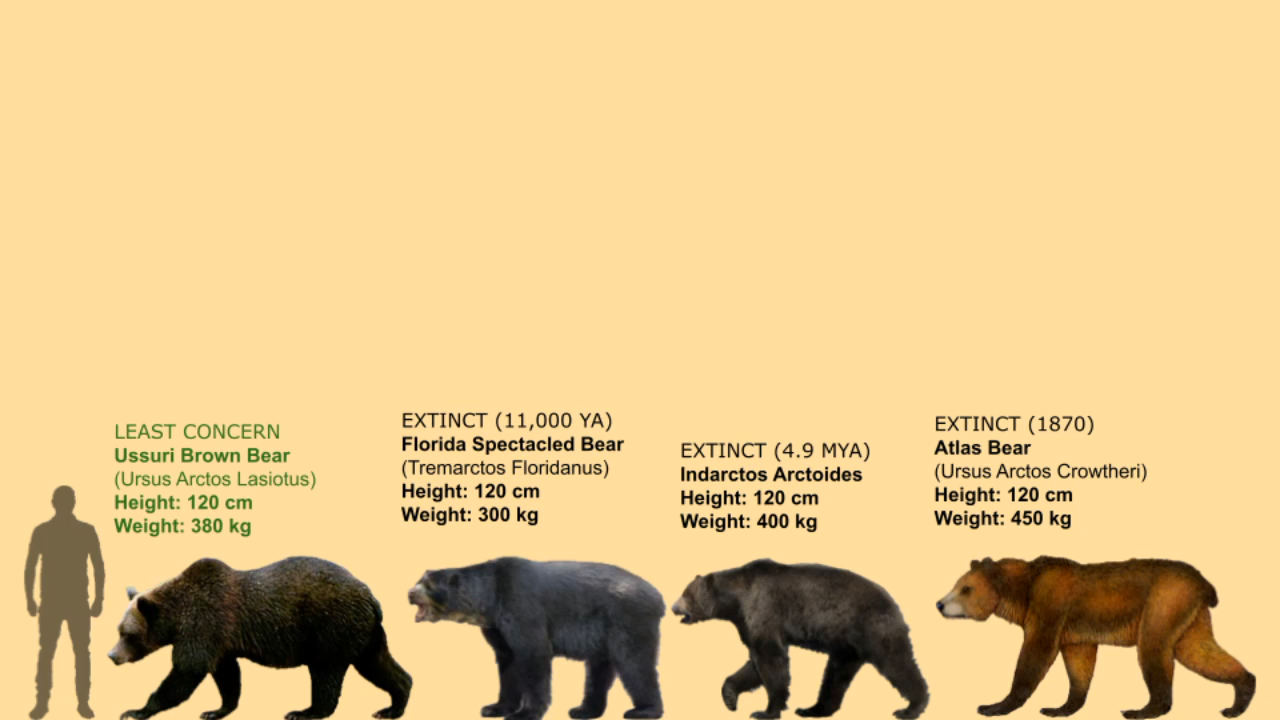 LEAST CONCERN
Ussuri Brown Bear
(Ursus Arctos Lasiotus)
Height: 120 cm
Weight: 380 kg
EXTINCT (11,000 YA)
Florida Spectacled Bear
(Tremarctos Floridanus)
Height: 120 cm
Weight: 300 kg
EXTINCT (4.9 MYA)
Indarctos Arctoides
Height: 120 cm
Weight: 400 kg
EXTINCT (1870)
Atlas Bear
(Ursus Arctos Crowtheri)
Height: 120 cm
Weight: 450 kg